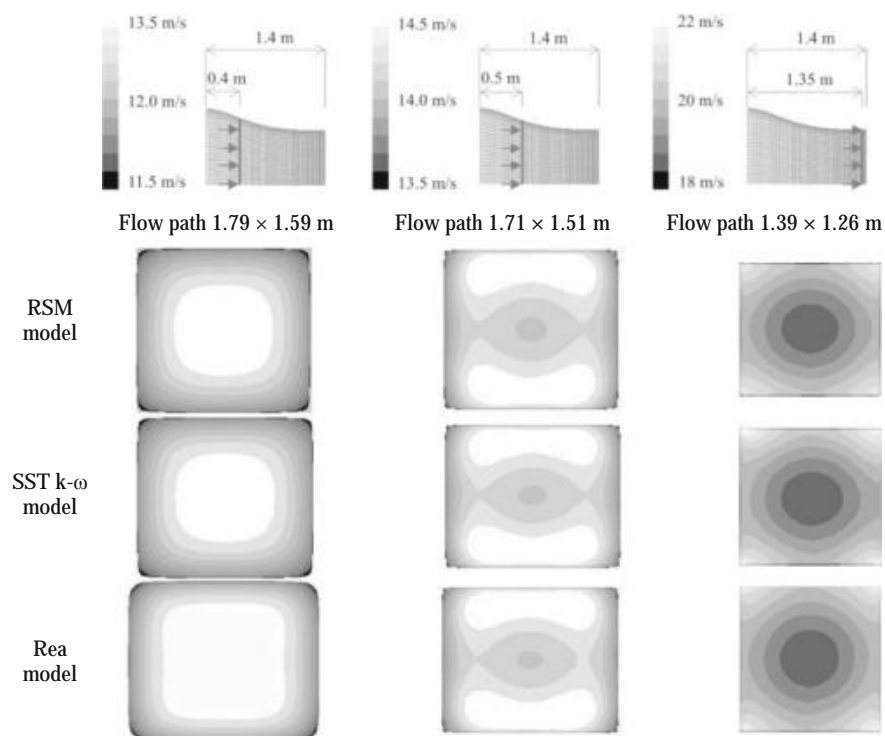 13.5 m/s
1.4 m
0.4 m
12.0 m/s
11.5 m/s
14.5 m/s
1.4 m
0.5 m
14.0 m/s
13.5 m/s
22 m/s
1.4 m
1.35 m
20 m/s
18 m/s
Flow path 1.79 × 1.59 m
Flow path 1.71 × 1.51 m
Flow path 1.39 × 1.26 m
RSM
model
SST k-ω
model
Rea
model